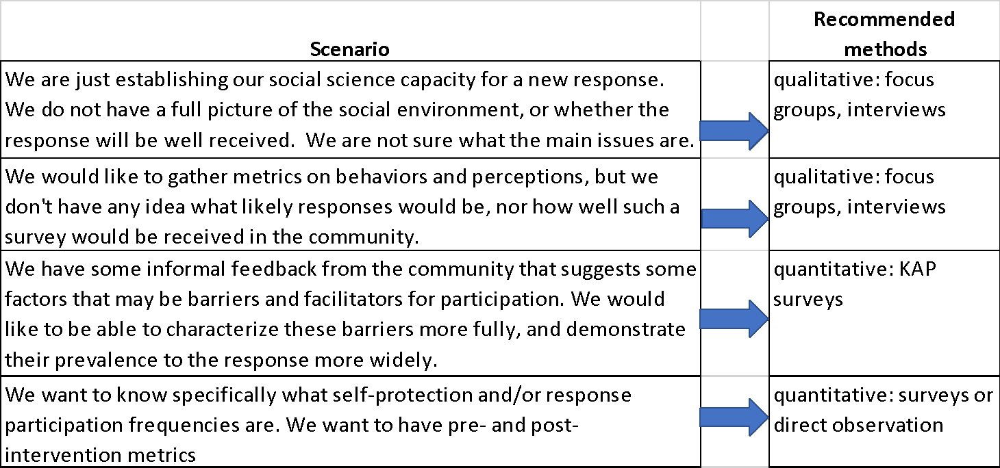 Scenario
Recommended
methods
We are just establishing our social science capacity for a new response.
We do not have a full picture of the social environment, or whether the
response will be well received.  We are not sure what the main issues are.
qualitative: focus
groups, interviews
We would like to gather metrics on behaviors and perceptions, but we
don't have any idea what likely responses would be, nor how well such a
survey would be received in the community.
qualitative: focus
groups, interviews
We have some informal feedback from the community that suggests some
factors that may be barriers and facilitators for participation. We would
like to be able to characterize these barriers more fully, and demonstrate
their prevalence to the response more widely.
quantitative: KAP
surveys
We want to know specifically what self-protection and/or response
participation frequencies are. We want to have pre- and post-
intervention metrics
quantitative: surveys or
direct observation